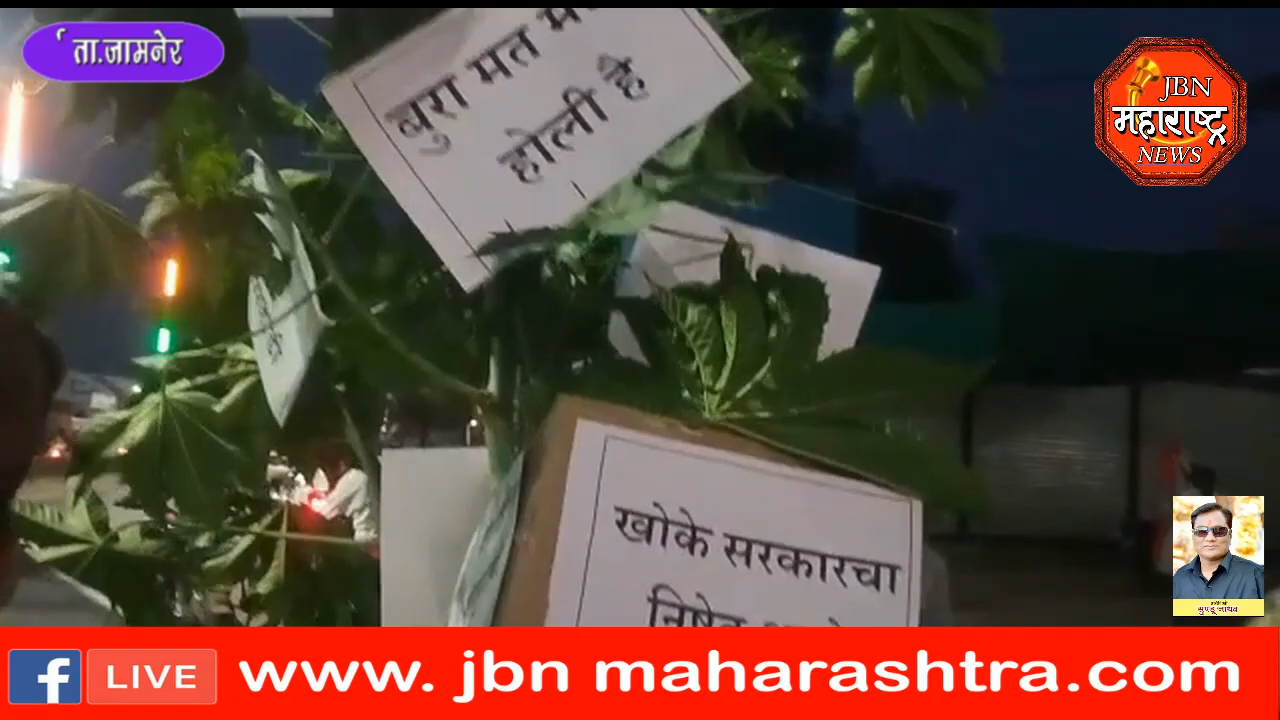 ता.जामनेर
JBN
महाराष्ट्र
NEWS
बुरा मत
होली है
खोके सरकारचा
LIVE
www. jbn maharashtra.com